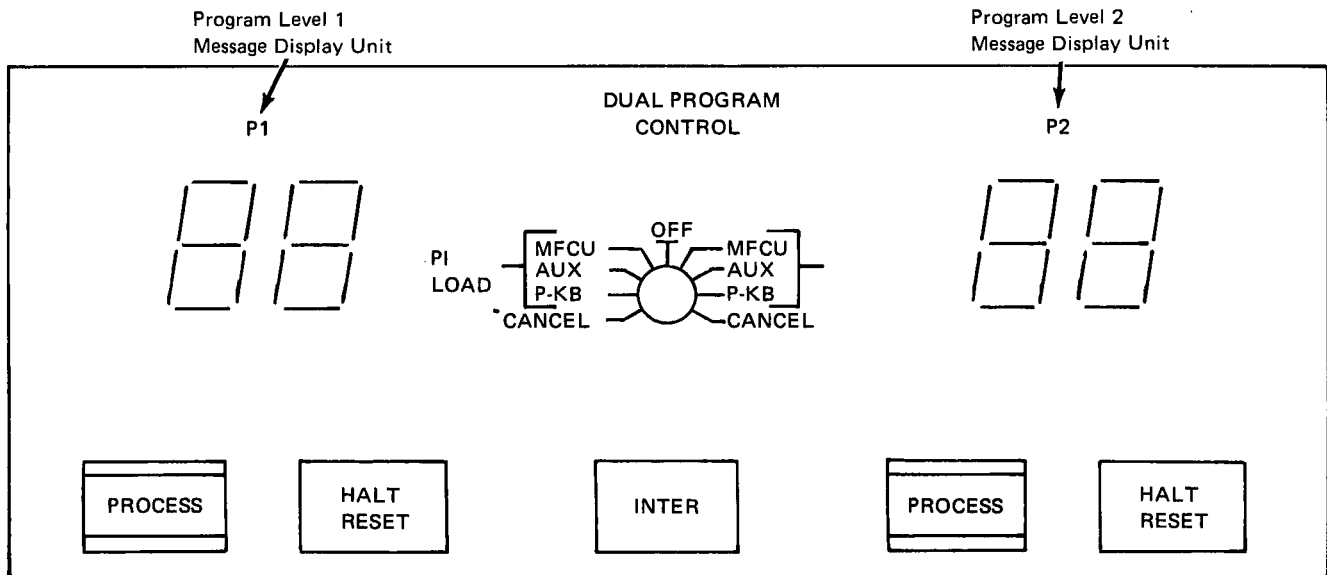 Program Level 1
Message Display Unit
Program Level 2
Message Display Unit
P1
DUAL PROGRAM
CONTROL
P2
OFF
PI
LOAD
MFCU
AUX
P-KB
CANCEL
MFCU
AUX
P-KB
CANCEL
PROCESS
HALT
RESET
INTER
PROCESS
HALT
RESET